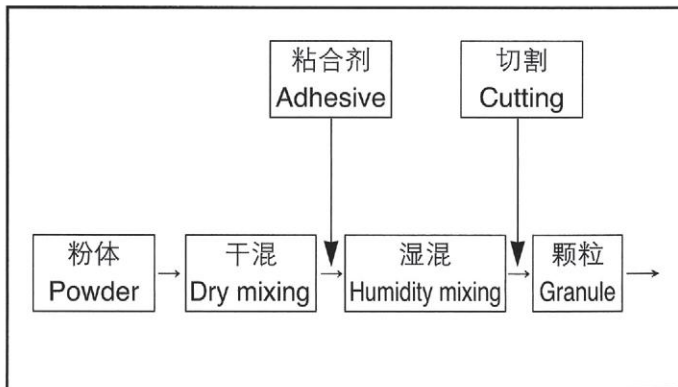 粘合剂
Adhesive
切割
Cutting
粉体
Powder
干混
Dry mixing
湿混
Humidity mixing
颗粒
Granule